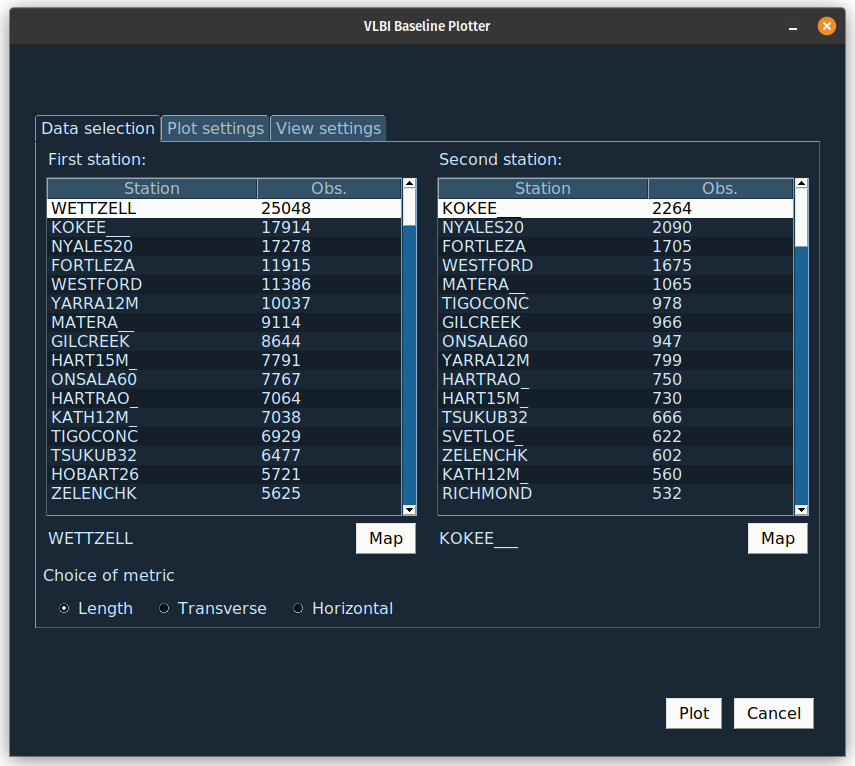 VLBI Baseline Plotter
Data selection Plot settings View settings
First station: Second station:
Station Obs. Station Obs.
WETTZELL 25048 KOKEE___ 2264
KOKEE___ 17914 NYALES20 2090
NYALES20 17278 FORTLEZA 1705
FORTLEZA 11915 WESTFORD 1675
WESTFORD 11386 MATERA__ 1065
YARRA12M 10037 TIGOCONC 978
MATERA__ 9114 GILCREEK 966
GILCREEK 8644 ONSALA60 947
HART15M_ 7791 YARRA12M 799
ONSALA60 7767 HARTRAO_ 750
HARTRAO_ 7064 HART15M_ 730
KATH12M_ 7038 TSUKUB32 666
TIGOCONC 6929 SVETLOE_ 622
TSUKUB32 6477 ZELENCHK 602
HOBART26 5721 KATH12M_ 560
ZELENCHK 5625 RICHMOND 532
WETTZELL Map KOKEE___ Map
Choice of metric
Length Transverse Horizontal
Plot Cancel